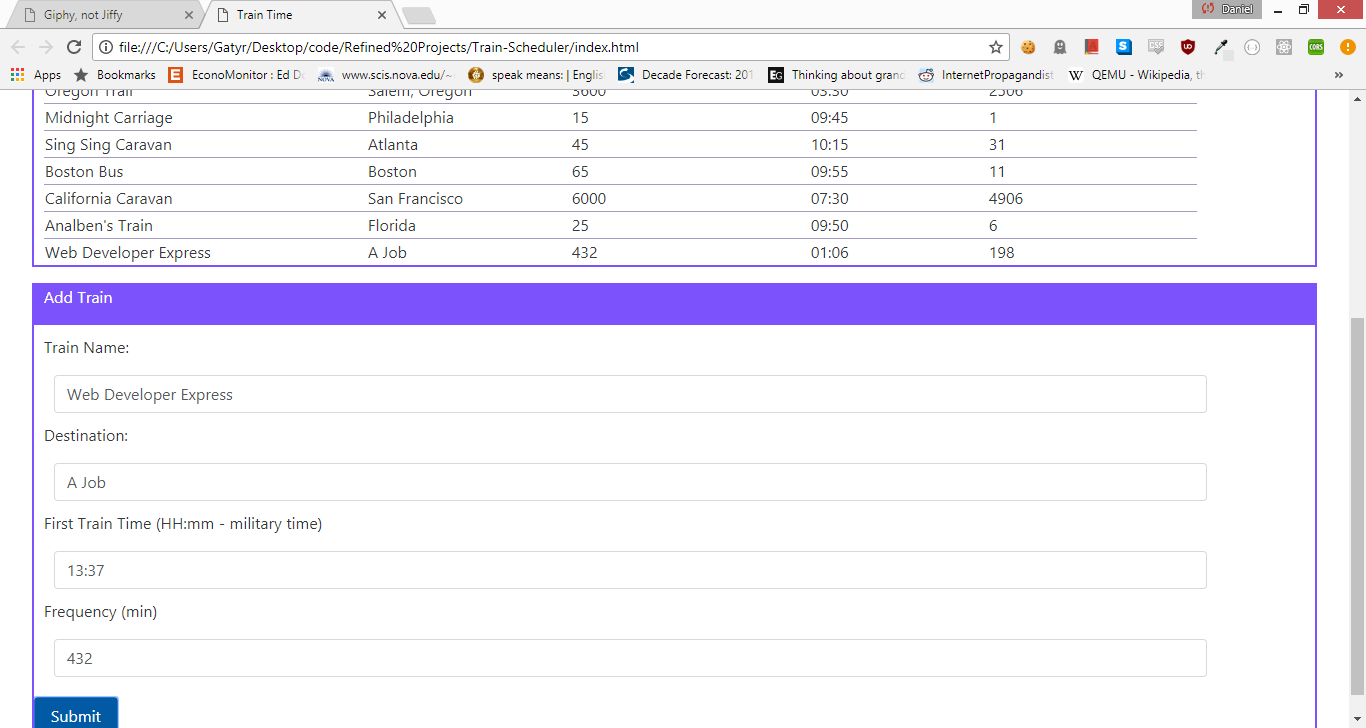 Giphy, not Jiffy Train Time Daniel
file:///C:/Users/Gatyr/Desktop/code/Refined%20Projects/Train-Scheduler/index.html
Apps Bookmarks EconoMonitor : Ed Do www.scis.nova.edu/~ speak means: | Englis Decade Forecast: 201 EG Thinking about grand InternetPropagandist W QEMU - Wikipedia, th »
Oregon Trail Salem, Oregon 3600 03:30 2506
Midnight Carriage Philadelphia 15 09:45 1
Sing Sing Caravan Atlanta 45 10:15 31
Boston Bus Boston 65 09:55 11
California Caravan San Francisco 6000 07:30 4906
Analben's Train Florida 25 09:50 6
Web Developer Express A Job 432 01:06 198
Add Train
Train Name:
Web Developer Express
Destination:
A Job
First Train Time (HH:mm - military time)
13:37
Frequency (min)
432
Submit